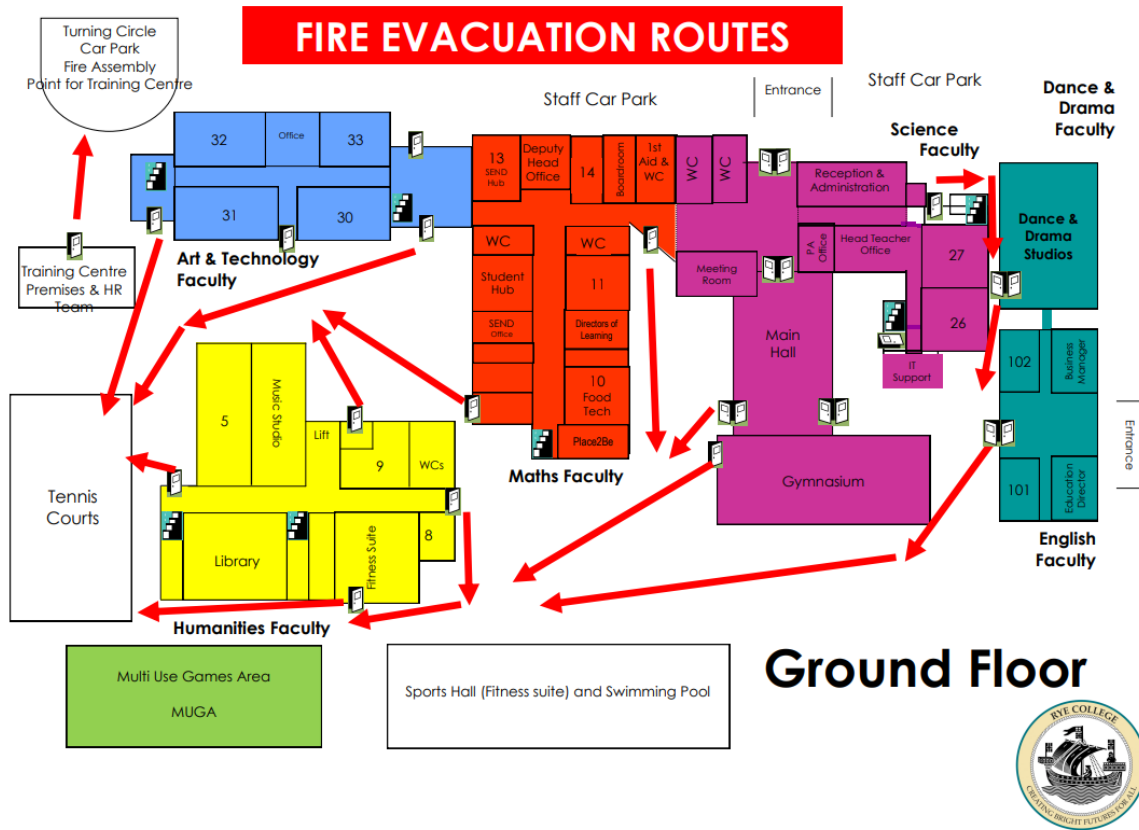 FIRE EVACUATION ROUTES
Turning Circle
Car Park
Fire Assembly
Point for Training Centre
Staff Car Park
Entrance
Staff Car Park
Dance &
Drama
Faculty
Science
Faculty
32
Office
33
31
30
Art & Technology
Faculty
Training Centre
Premises & HR
Team
13
SEND
Hub
Deputy
Head
Office
14
Boardroom
1st
Aid &
WC
WC
WC
Reception &
Administration
PA
Office
Head Teacher
Office
27
26
IT
Support
Dance &
Drama
Studios
WC
WC
Student
Hub
11
SEND
Office
Directors of
Learning
10
Food
Tech
Place2Be
Maths Faculty
Meeting
Room
Main
Hall
Gymnasium
102
Business
Manager
101
Education
Director
Entrance
English
Faculty
5
Music Studio
Lift
9
WCs
8
Library
Fitness Suite
Humanities Faculty
Tennis
Courts
Multi Use Games Area
MUGA
Sports Hall (Fitness suite) and Swimming Pool
Ground Floor
RYE COLLEGE
CREATING BRIGHT FUTURES FOR ALL